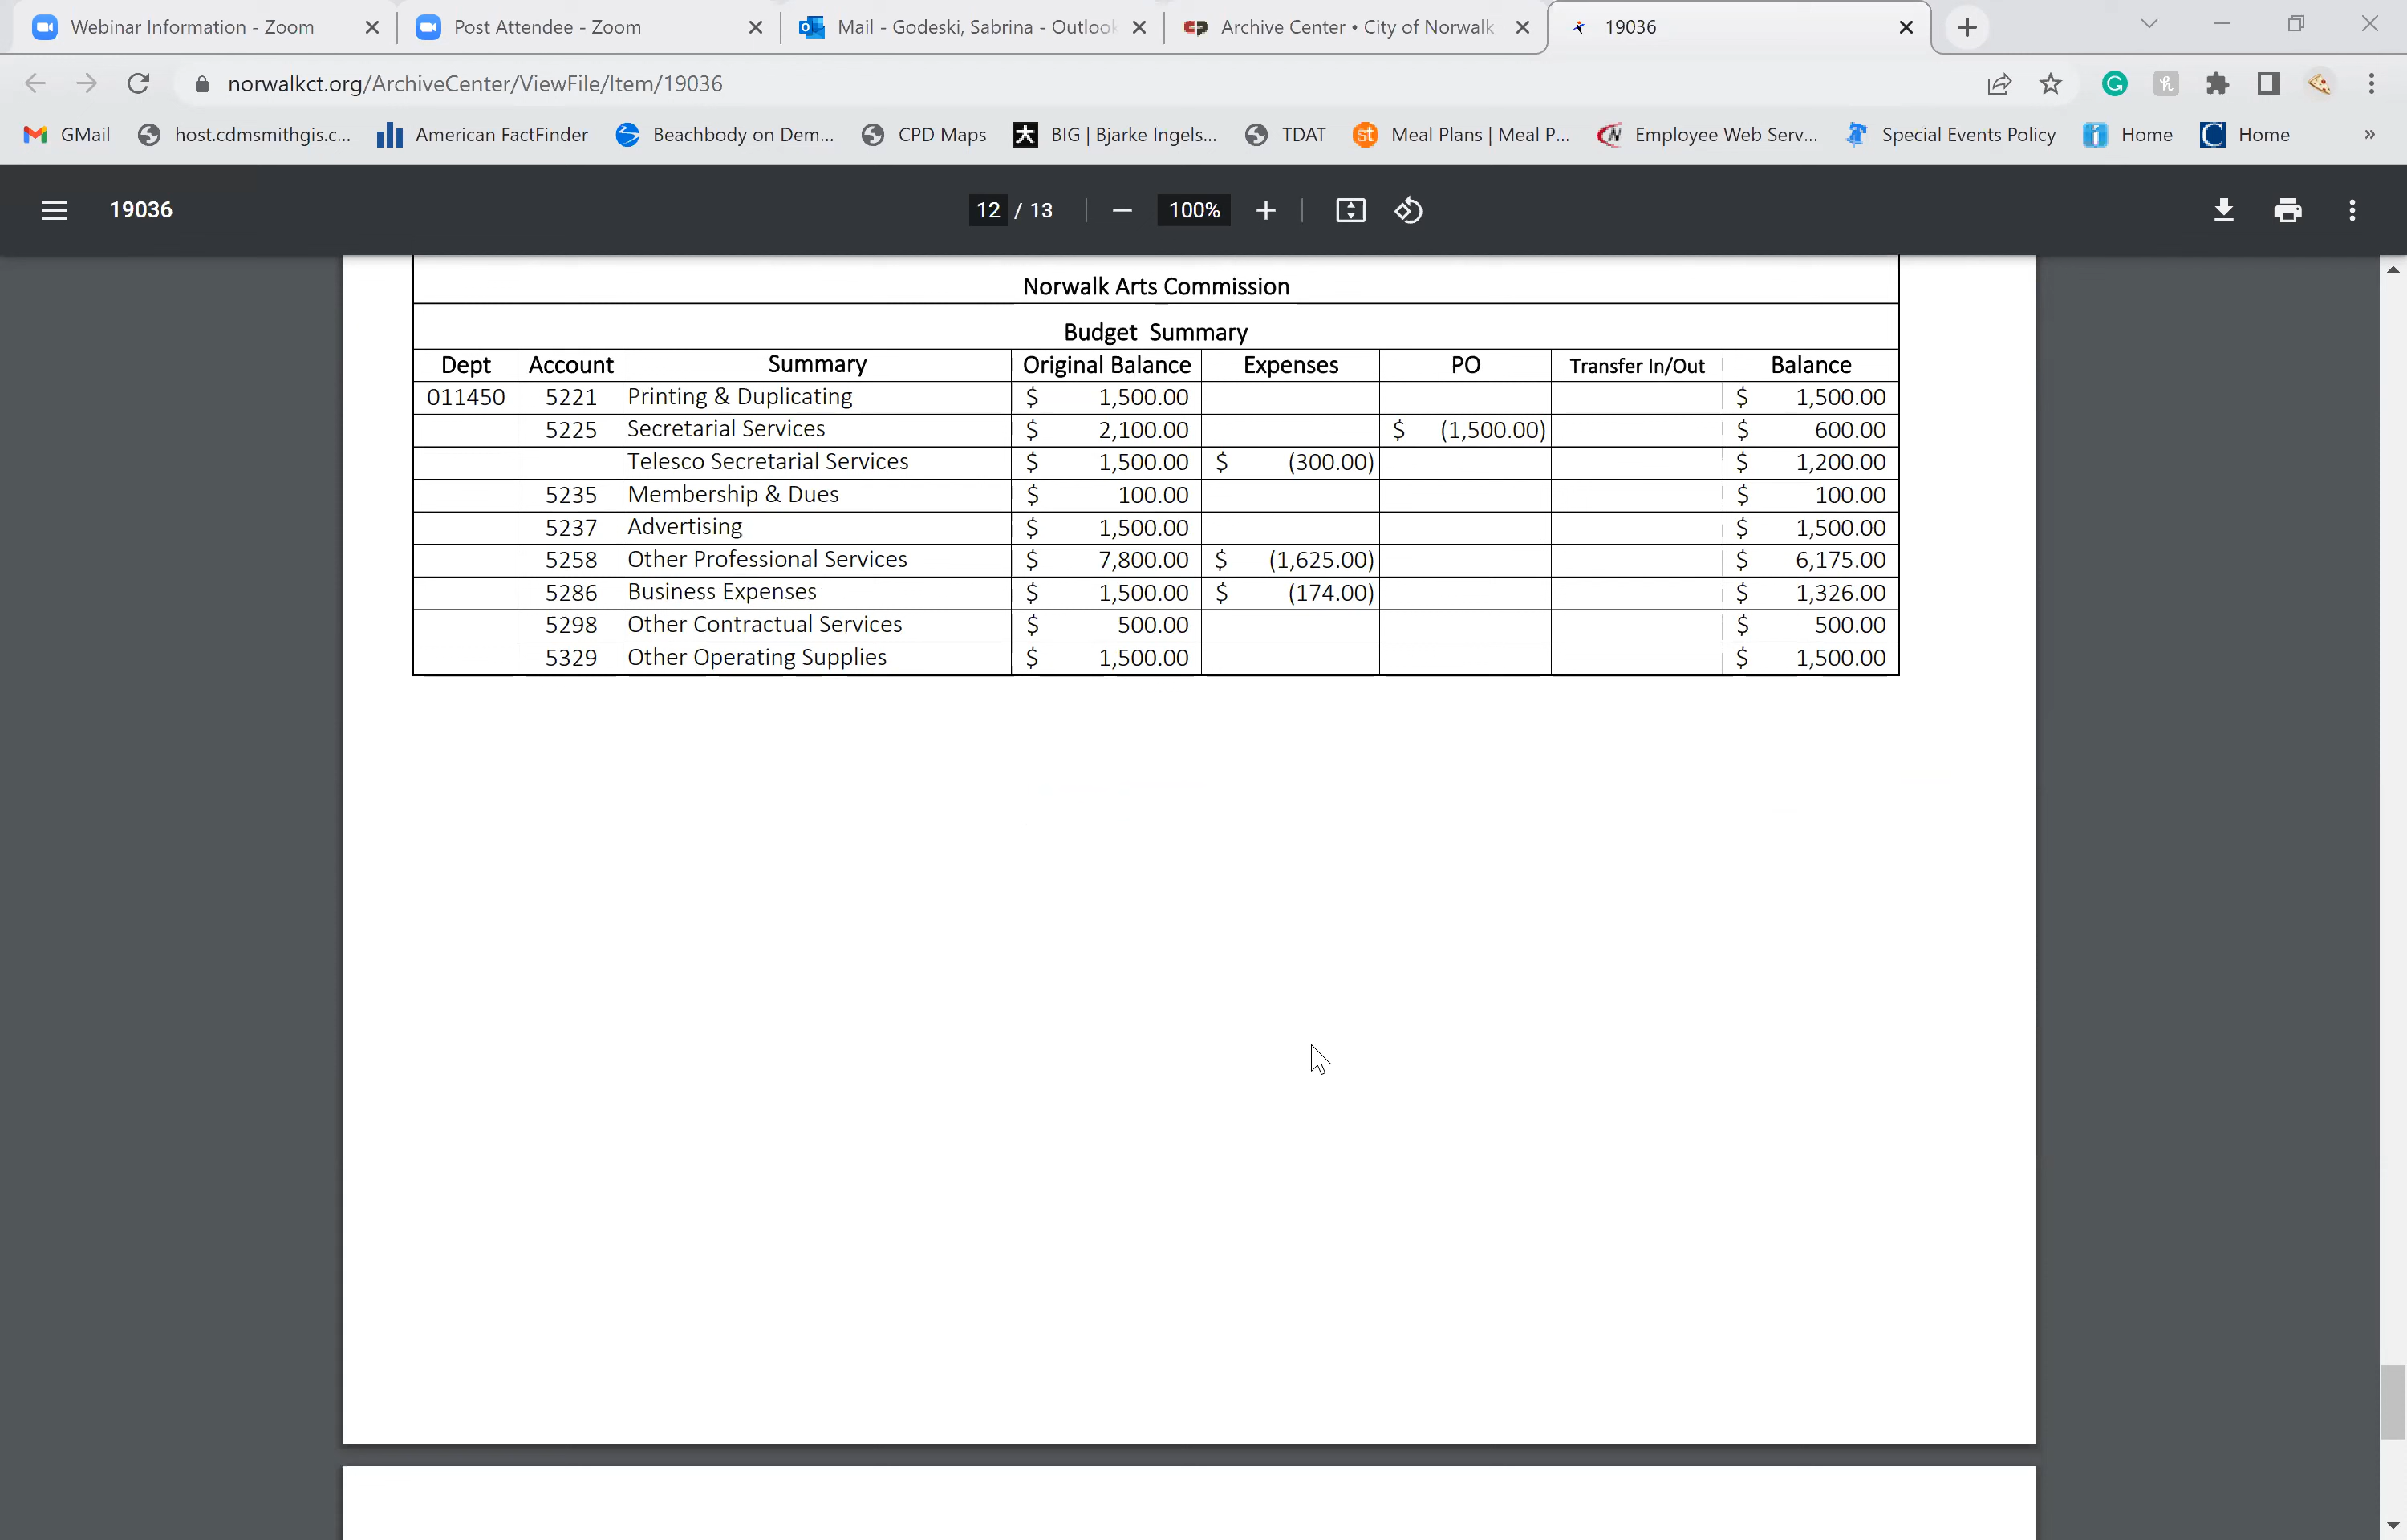 Webinar Information - Zoom
Post Attendee - Zoom
Mail - Godeski, Sabrina - Outlook
Archive Center • City of Norwalk
19036
norwalkct.org/ArchiveCenter/ViewFile/Item/19036
GMail host.cdmsmithgis.c... American FactFinder Beachbody on Dem... CPD Maps BIG | Bjarke Ingels... TDAT Meal Plans | Meal P... Employee Web Serv... Special Events Policy Home Home »
19036 12 / 13 100%
Norwalk Arts Commission
Budget Summary
Dept Account Summary Original Balance Expenses PO Transfer In/Out Balance
011450 5221 Printing & Duplicating $ 1,500.00 $ 1,500.00
5225 Secretarial Services $ 2,100.00 $ (1,500.00) $ 600.00
Telesco Secretarial Services $ 1,500.00 $ (300.00) $ 1,200.00
5235 Membership & Dues $ 100.00 $ 100.00
5237 Advertising $ 1,500.00 $ 1,500.00
5258 Other Professional Services $ 7,800.00 $ (1,625.00) $ 6,175.00
5286 Business Expenses $ 1,500.00 $ (174.00) $ 1,326.00
5298 Other Contractual Services $ 500.00 $ 500.00
5329 Other Operating Supplies $ 1,500.00 $ 1,500.00